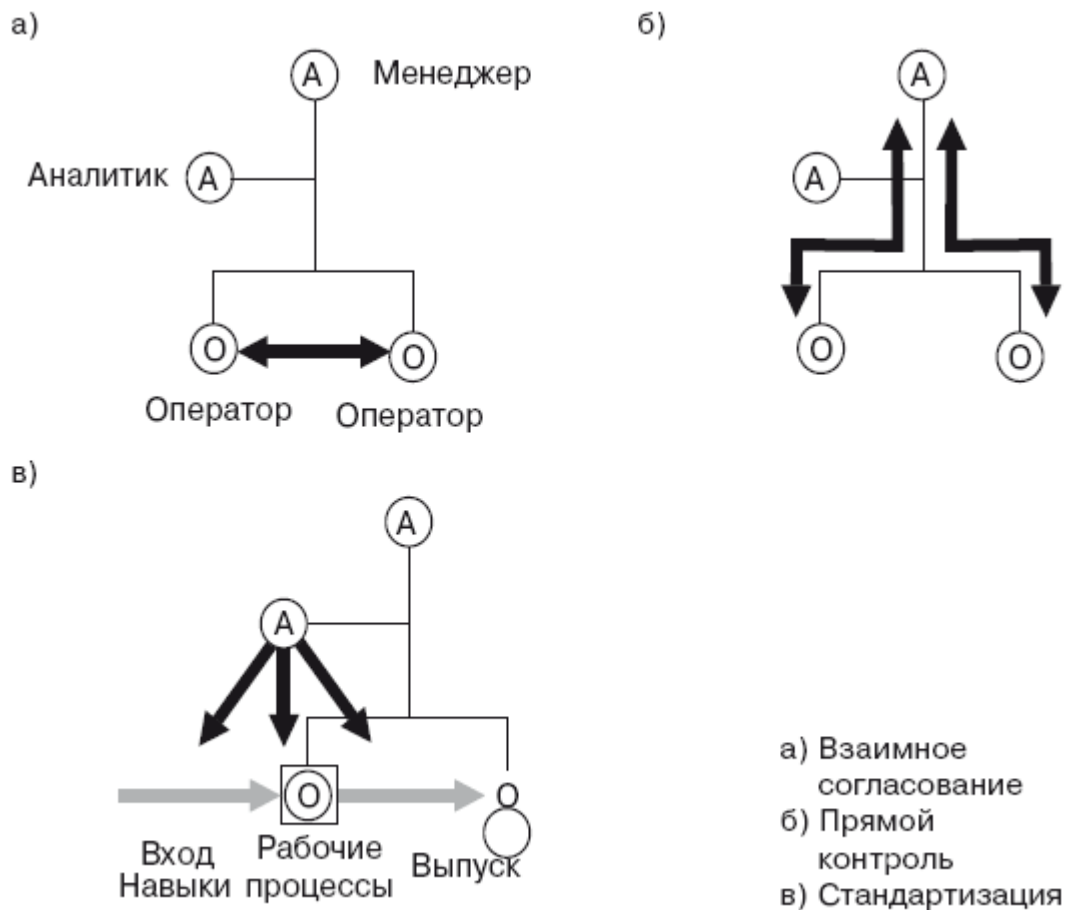 а)
б)
А Менеджер
А
Аналитик А
А
О О
О О
Оператор Оператор
в)
А
А
О О
Вход Рабочие Выпуск
Навыки процессы
а) Взаимное
согласование
б) Прямой
контроль
в) Стандартизация